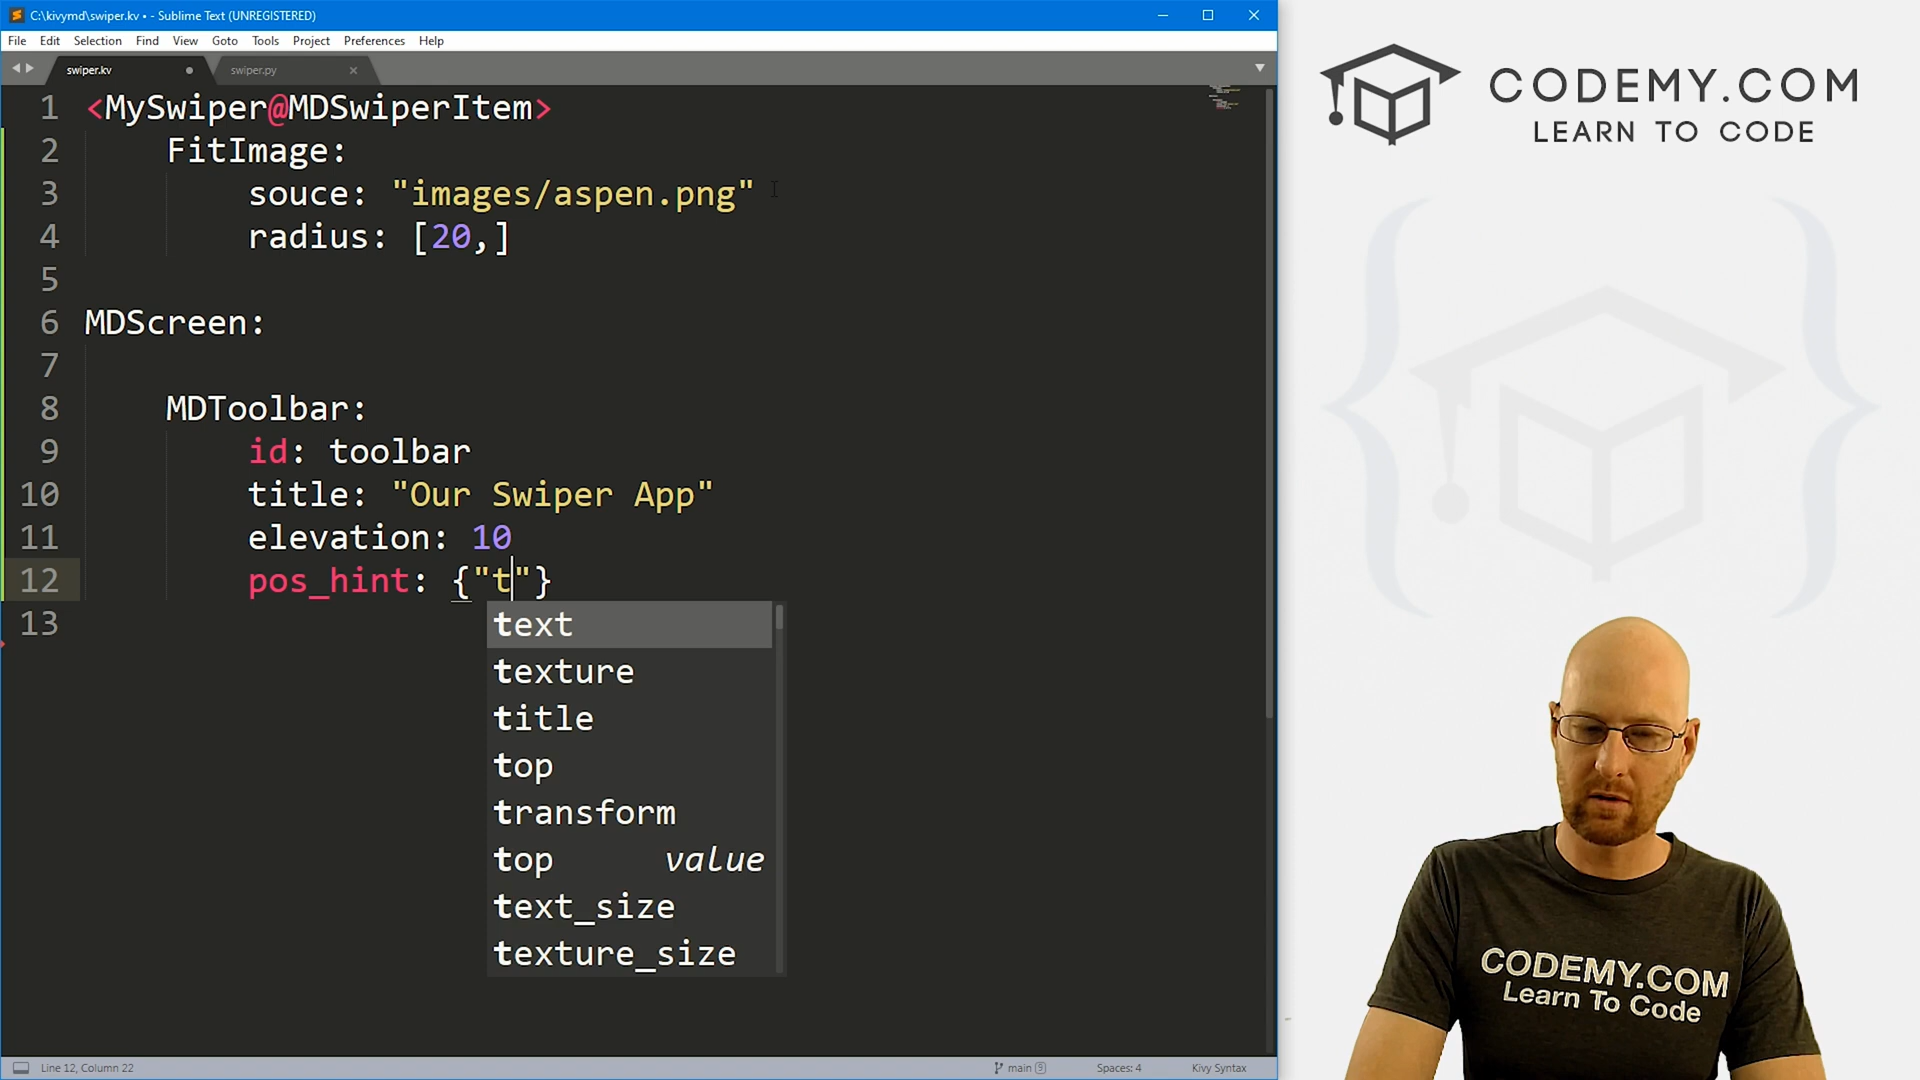 C:\kivymd\swiper.kv • - Sublime Text (UNREGISTERED)
File Edit Selection Find View Goto Tools Project Preferences Help
swiper.kv swiper.py
1 <MySwiper@MDSwiperItem>
2 FitImage:
3 souce: "images/aspen.png"
4 radius: [20,]
5
6 MDScreen:
7
8 MDToolbar:
9 id: toolbar
10 title: "Our Swiper App"
11 elevation: 10
12 pos_hint: {"t"}
13
text
texture
title
top
transform
top value
text_size
texture_size
Line 12, Column 22 main 9 Spaces: 4 Kivy Syntax
CODEMY.COM
LEARN TO CODE
CODEMY.COM
Learn To Code